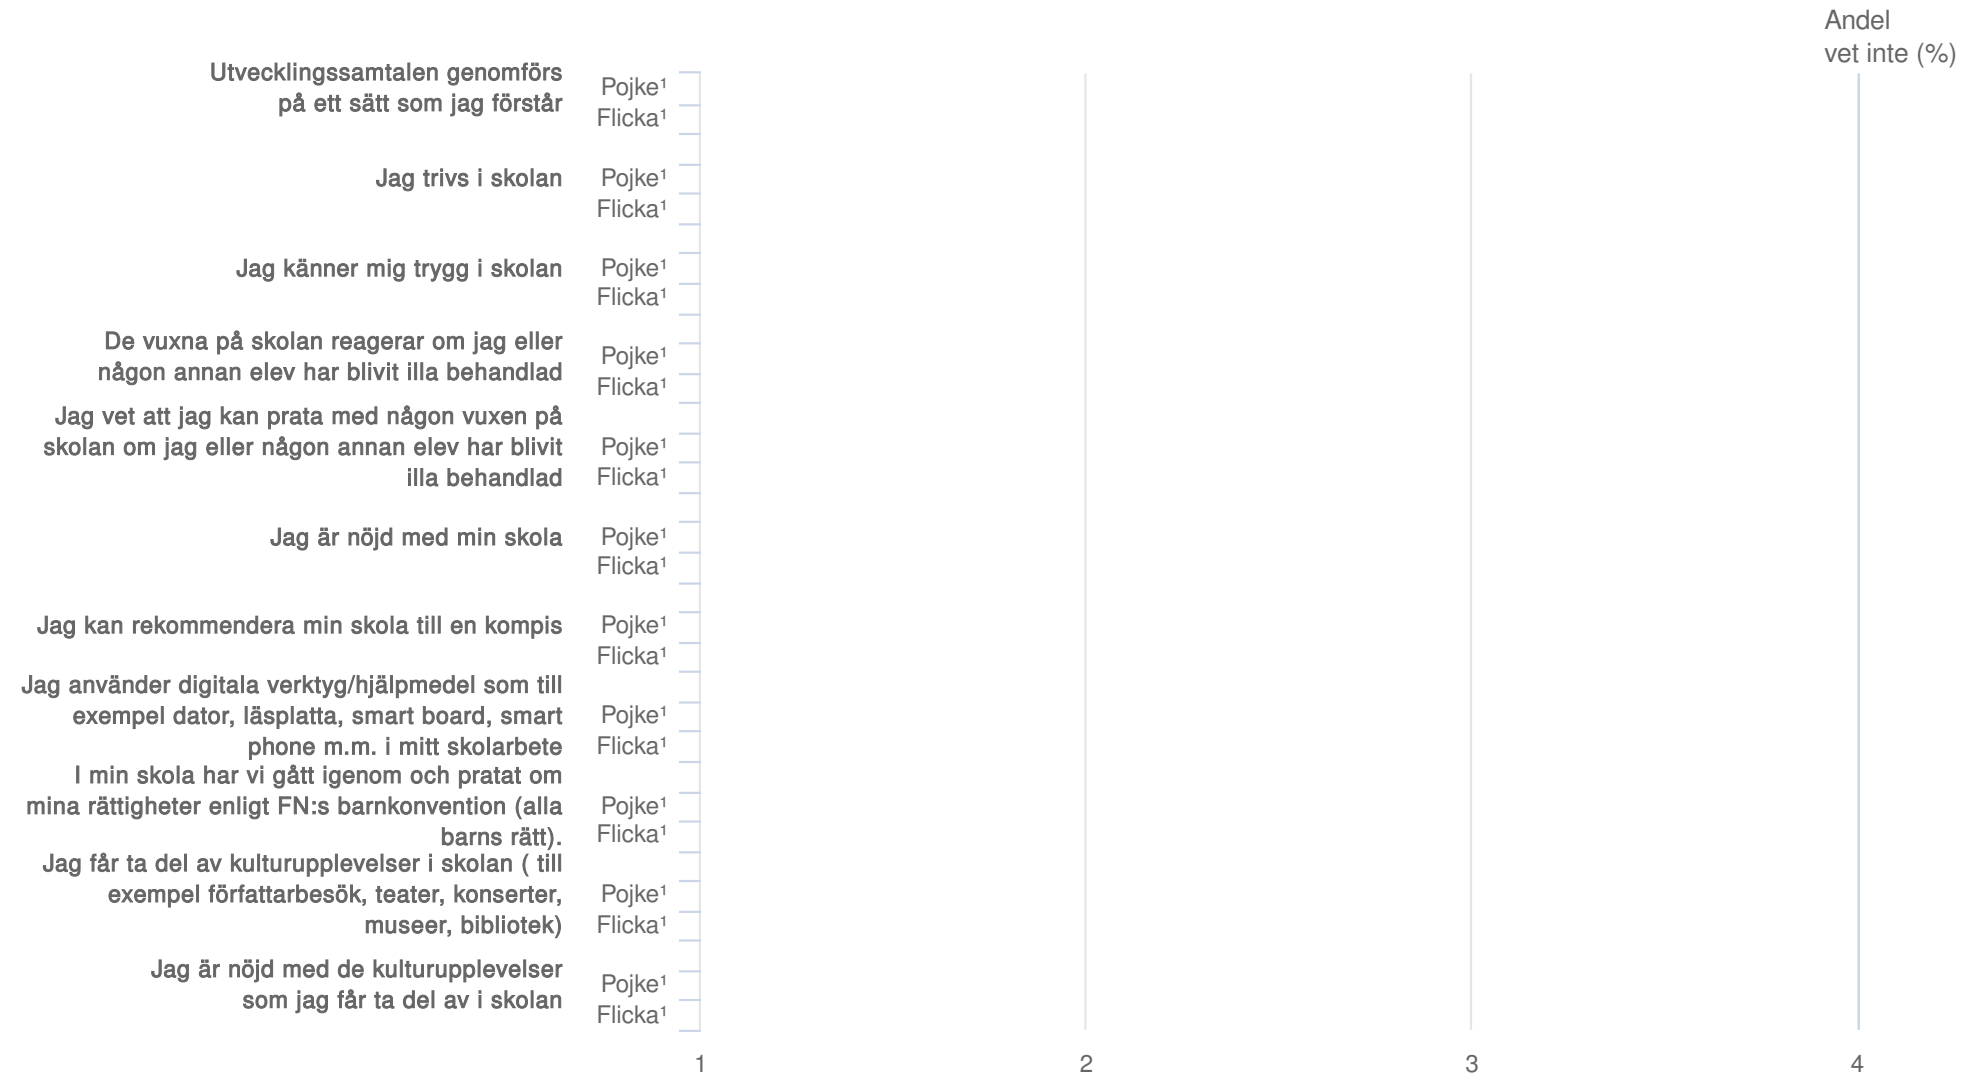 Andel
vet inte (%)
Utvecklingssamtalen genomförs
på ett sätt som jag förstår
Pojke¹
Flicka¹
Jag trivs i skolan
Pojke¹
Flicka¹
Jag känner mig trygg i skolan
Pojke¹
Flicka¹
De vuxna på skolan reagerar om jag eller
någon annan elev har blivit illa behandlad
Pojke¹
Flicka¹
Jag vet att jag kan prata med någon vuxen på
skolan om jag eller någon annan elev har blivit
illa behandlad
Pojke¹
Flicka¹
Jag är nöjd med min skola
Pojke¹
Flicka¹
Jag kan rekommendera min skola till en kompis
Pojke¹
Flicka¹
Jag använder digitala verktyg/hjälpmedel som till
exempel dator, läsplatta, smart board, smart
phone m.m. i mitt skolarbete
Pojke¹
Flicka¹
I min skola har vi gått igenom och pratat om
mina rättigheter enligt FN:s barnkonvention (alla
barns rätt).
Pojke¹
Flicka¹
Jag får ta del av kulturupplevelser i skolan ( till
exempel författarbesök, teater, konserter,
museer, bibliotek)
Pojke¹
Flicka¹
Jag är nöjd med de kulturupplevelser
som jag får ta del av i skolan
Pojke¹
Flicka¹
1 2 3 4